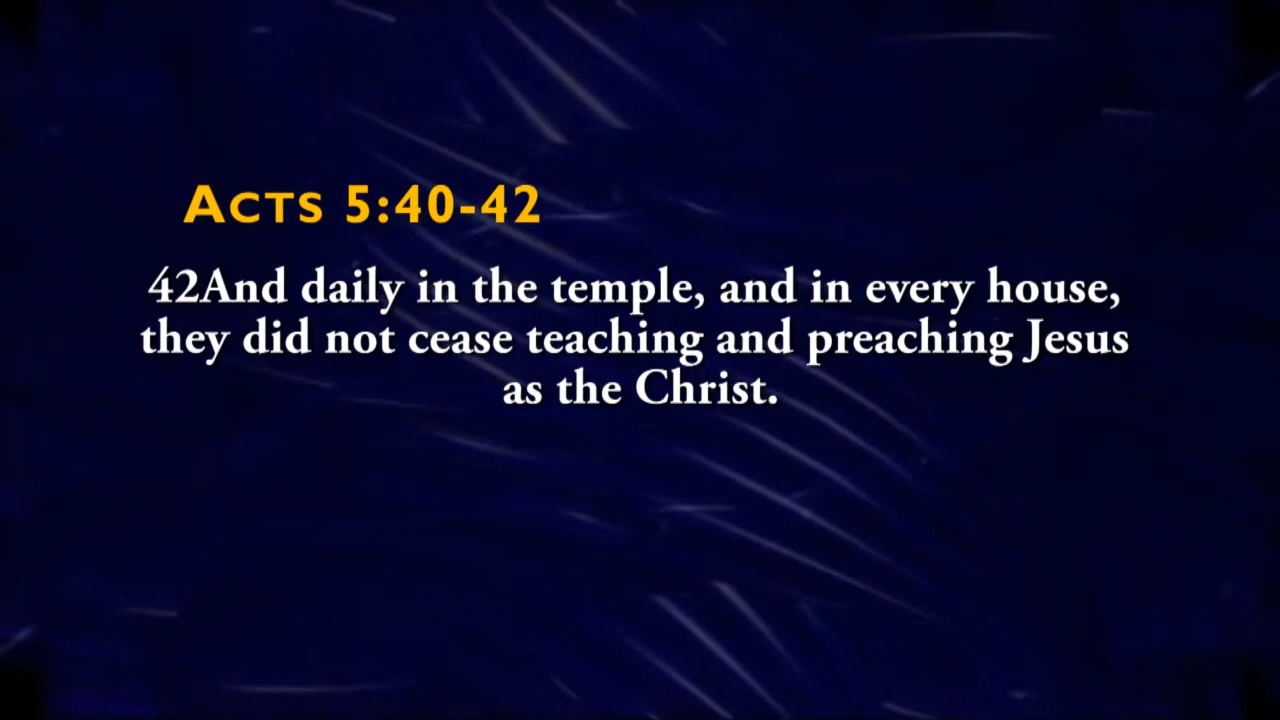 Acts 5:40-42
42And daily in the temple, and in every house,
they did not cease teaching and preaching Jesus
as the Christ.